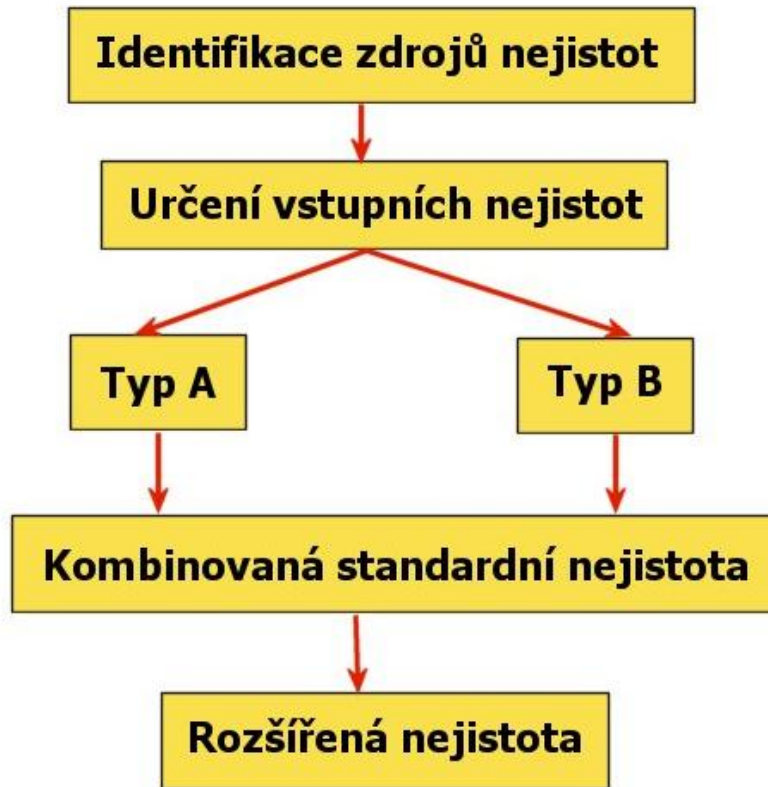 Identifikace zdrojů nejistot
Určení vstupních nejistot
Typ A
Typ B
Kombinovaná standardní nejistota
Rozšířená nejistota